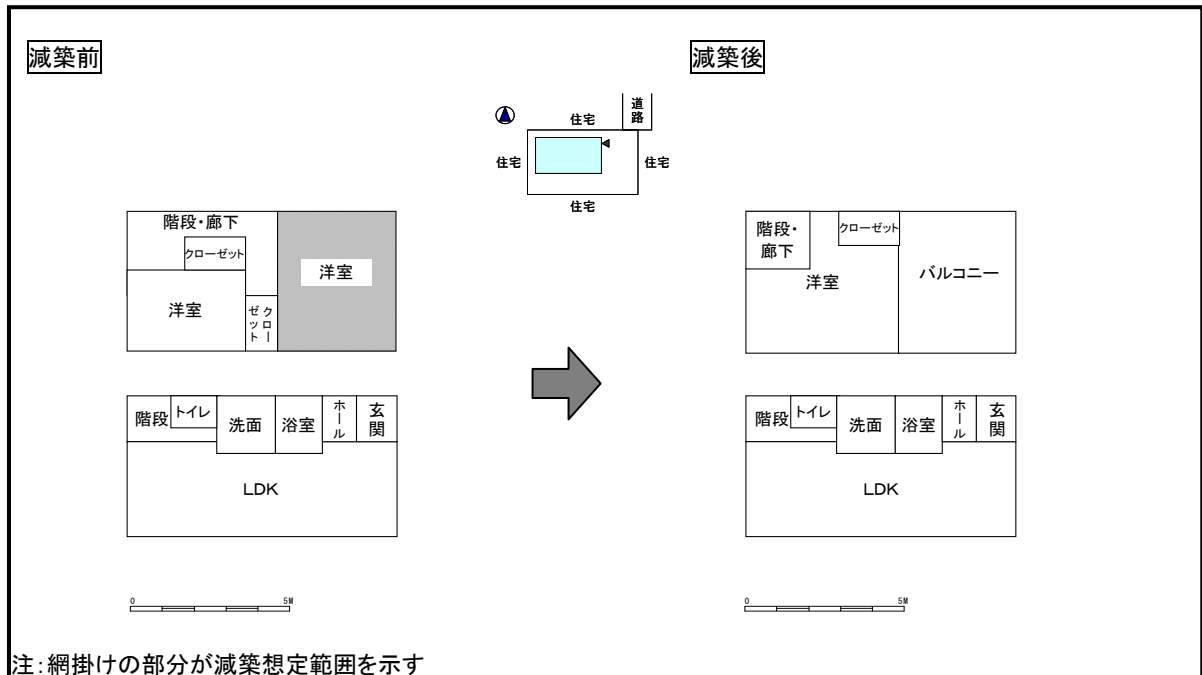 減築前
減築後
道路
住宅
住宅
住宅
住宅
階段・廊下
クローゼット
洋室
洋室
クローゼット
階段
トイレ
洗面
浴室
ホール
玄関
LDK
0
5M
階段・
廊下
クローゼット
洋室
バルコニー
階段
トイレ
洗面
浴室
ホール
玄関
LDK
0
5M
注：網掛けの部分が減築想定範囲を示す